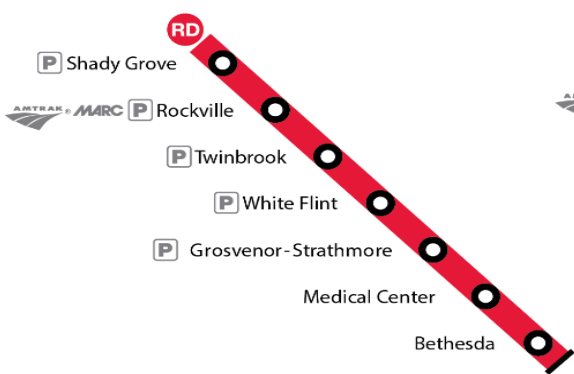 RD
P Shady Grove
AMTRAK MARC P Rockville
P Twinbrook
P White Flint
P Grosvenor-Strathmore
Medical Center
Bethesda